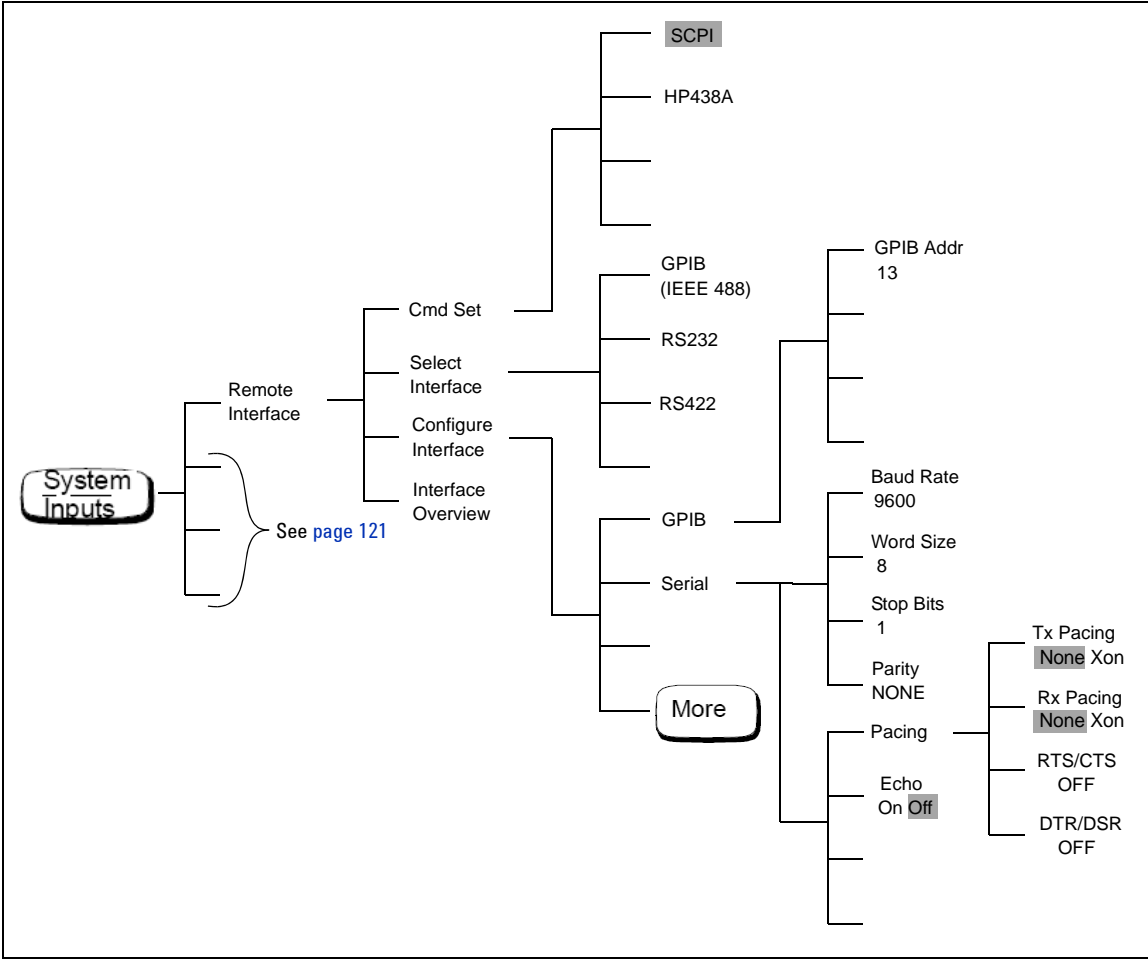 SCPI
HP438A
GPIB
(IEEE 488)
RS232
RS422
GPIB Addr
13
Cmd Set
Select
Interface
Configure
Interface
Interface
Overview
Remote
Interface
System
Inputs
See page 121
GPIB
Serial
More
Baud Rate
9600
Word Size
8
Stop Bits
1
Parity
NONE
Pacing
Echo
On Off
Tx Pacing
None Xon
Rx Pacing
None Xon
RTS/CTS
OFF
DTR/DSR
OFF